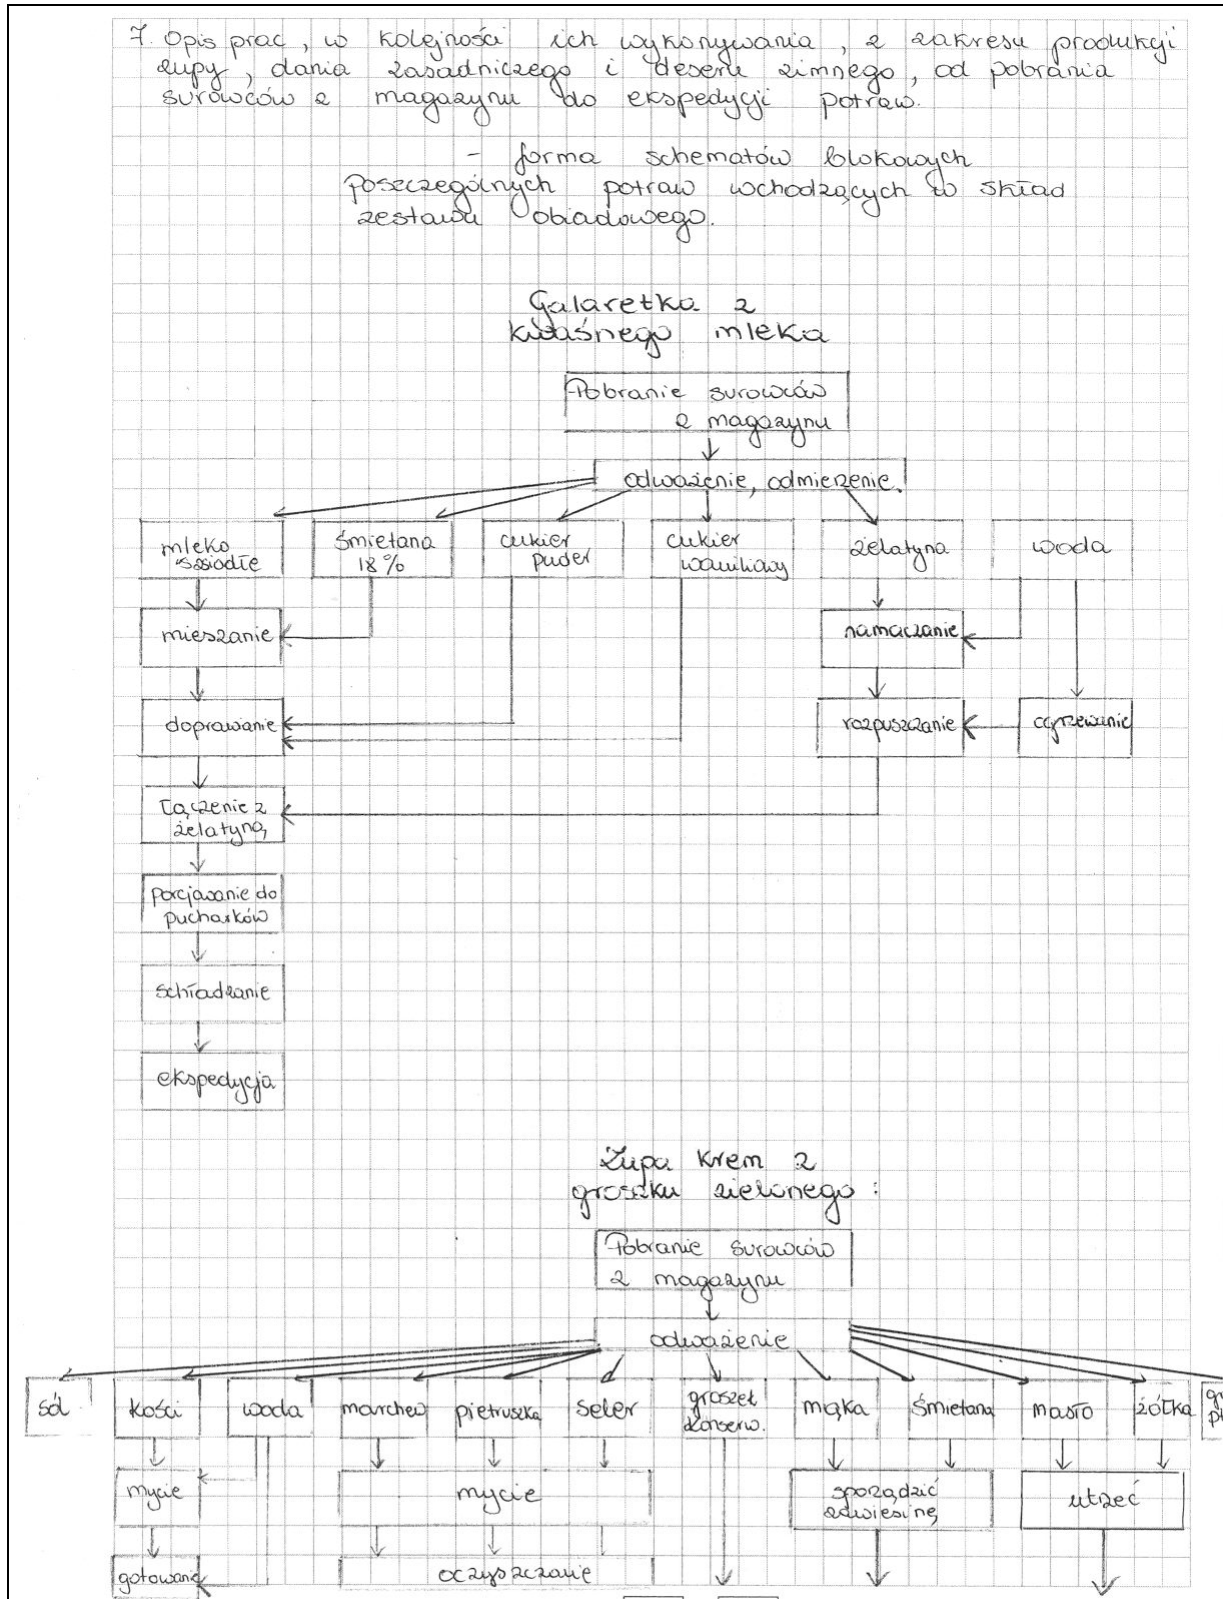 7. Opis prac, w kolejności ich wykonywania, z zakresu produkcji
zupy, dania zasadniczego i deseru zimnego, od pobrania
surowców z magazynu do ekspedycji potraw.
- forma schematów blokowych
poszczególnych potraw wchodzących w skład
zestawu obiadowego.
Galaretka z
kwaśnego mleka
Pobranie surowców
z magazynu
odważenie, odmierzenie.
mleko
zsiadłe
śmietana
18%
cukier
puder
cukier
waniliowy
żelatyna
woda
mieszanie
namaczanie
doprawanie
rozpuszczanie
ogrzewanie
łączenie z
żelatyną
porcjowanie do
pucharków
schładzanie
ekspedycja
Zupa krem z
groszku zielonego:
Pobranie surowców
z magazynu
odważenie
sól
kości
woda
marchew
pietruszka
seler
groszek
konserw.
mąka
śmietana
masło
żółtka
mycie
mycie
sporządzić
zawiesinę
utrzeć
gotowanie
oczyszczanie